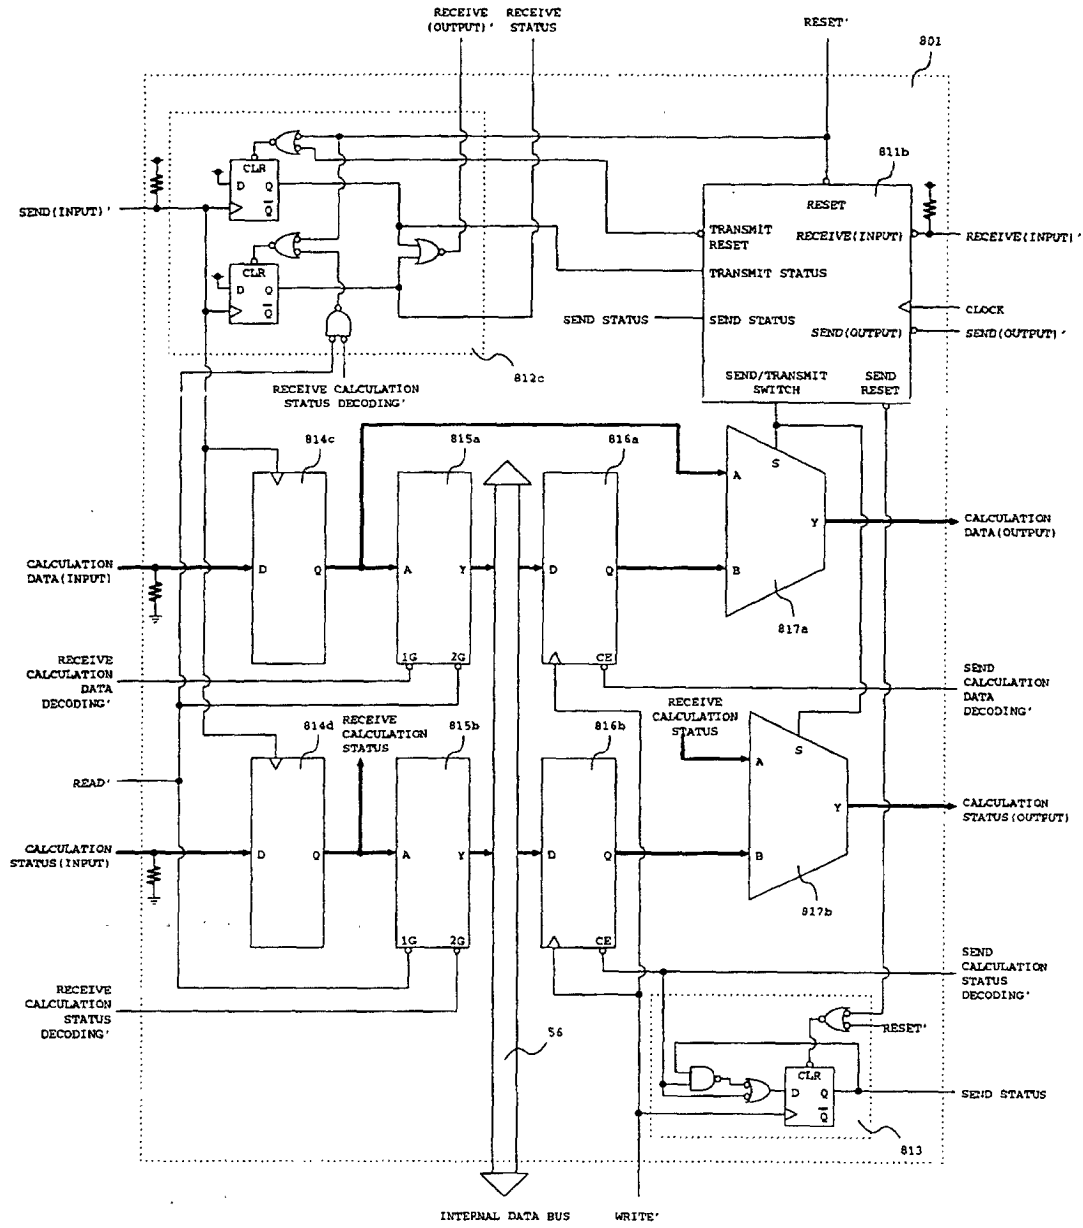 RECEIVE
(OUTPUT)'
RECEIVE
STATUS
RESET'
801
811b
CLR
D Q
Q
SEND(INPUT)'
RESET
TRANSMIT
RESET
RECEIVE(INPUT)
RECEIVE(INPUT)'
CLR
D Q
Q
TRANSMIT STATUS
CLOCK
SEND STATUS
SEND STATUS
SEND(OUTPUT)
SEND(OUTPUT)'
812c
SEND/TRANSMIT
SWITCH
SEND
RESET
RECEIVE CALCULATION
STATUS DECODING'
814c
815a
816a
S
A
Y
CALCULATION
DATA(OUTPUT)
CALCULATION
DATA(INPUT)
D Q
A Y
D Q
B
817a
1G 2G
CE
RECEIVE
CALCULATION
DATA
DECODING'
SEND
CALCULATION
DATA
DECODING'
814d
RECEIVE
CALCULATION
STATUS
815b
816b
RECEIVE
CALCULATION
STATUS
S
A
READ'
Y
CALCULATION
STATUS(OUTPUT)
CALCULATION
STATUS(INPUT)
D Q
A Y
D Q
B
817b
1G 2G
CE
SEND
CALCULATION
STATUS
DECODING'
RECEIVE
CALCULATION
STATUS
DECODING'
56
RESET'
CLR
D Q
Q
SEND STATUS
813
INTERNAL DATA BUS
WRITE'